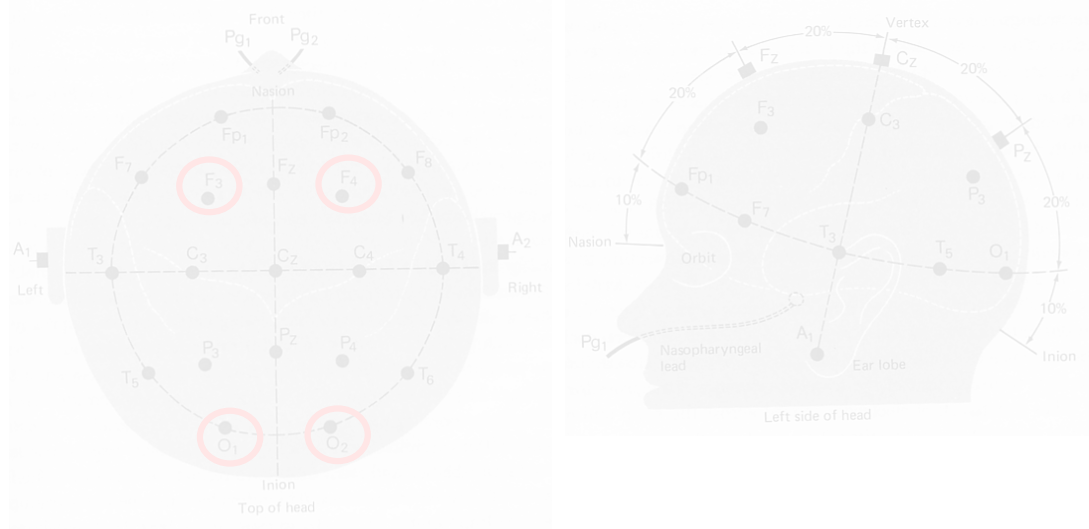 Front
Pg1 Pg2
Nasion
Fp1 Fp2
F7 F3 Fz F4 F8
A1 T3 C3 Cz C4 T4 A2
Left Right
T5 P3 Pz P4 T6
O1 O2
Inion
Top of head
Vertex
20%
Fz Cz
20% 20%
F3 C3
Pz
Fp1 P3
10% F7 20%
Nasion T3 T5 O1
Orbit
10%
A1
Pg1 Nasopharyngeal
lead
Ear lobe Inion
Left side of head